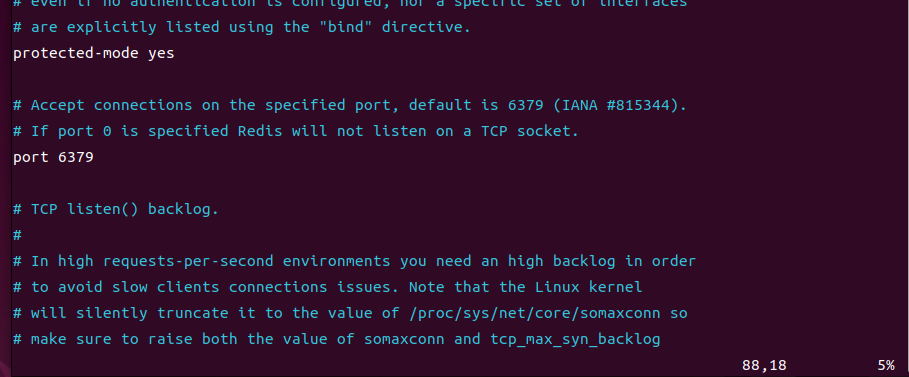 # even if no authentication is configured, nor a specific set of interfaces
# are explicitly listed using the "bind" directive.
protected-mode yes
# Accept connections on the specified port, default is 6379 (IANA #815344).
# If port 0 is specified Redis will not listen on a TCP socket.
port 6379
# TCP listen() backlog.
#
# In high requests-per-second environments you need an high backlog in order
# to avoid slow clients connections issues. Note that the Linux kernel
# will silently truncate it to the value of /proc/sys/net/core/somaxconn so
# make sure to raise both the value of somaxconn and tcp_max_syn_backlog
88,18 5%